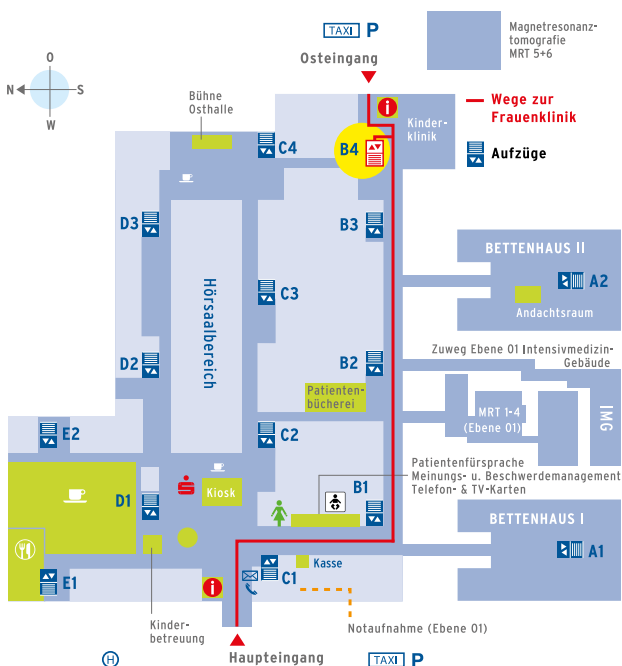 TAXI P
Osteingang
Magnetresonanz-
tomografie
MRT 5+6
O
N
S
W
Bühne
Osthalle
i
Kinder-
klinik
Wege zur
Frauenklinik
Aufzüge
C4
B4
D3
B3
BETTENHAUS II
A2
Andachtsraum
Hörsaalbereich
C3
D2
B2
Zuweg Ebene 01 Intensivmedizin-
Gebäude
Patienten-
bücherei
MRT 1-4
(Ebene 01)
IMG
E2
C2
Patientenfürsprache
Meinungs- u. Beschwerdemanagement
Telefon- & TV-Karten
Kiosk
D1
B1
BETTENHAUS I
A1
E1
i
C1
Kasse
Kinder-
betreuung
Notaufnahme (Ebene 01)
H
Haupteingang
TAXI P